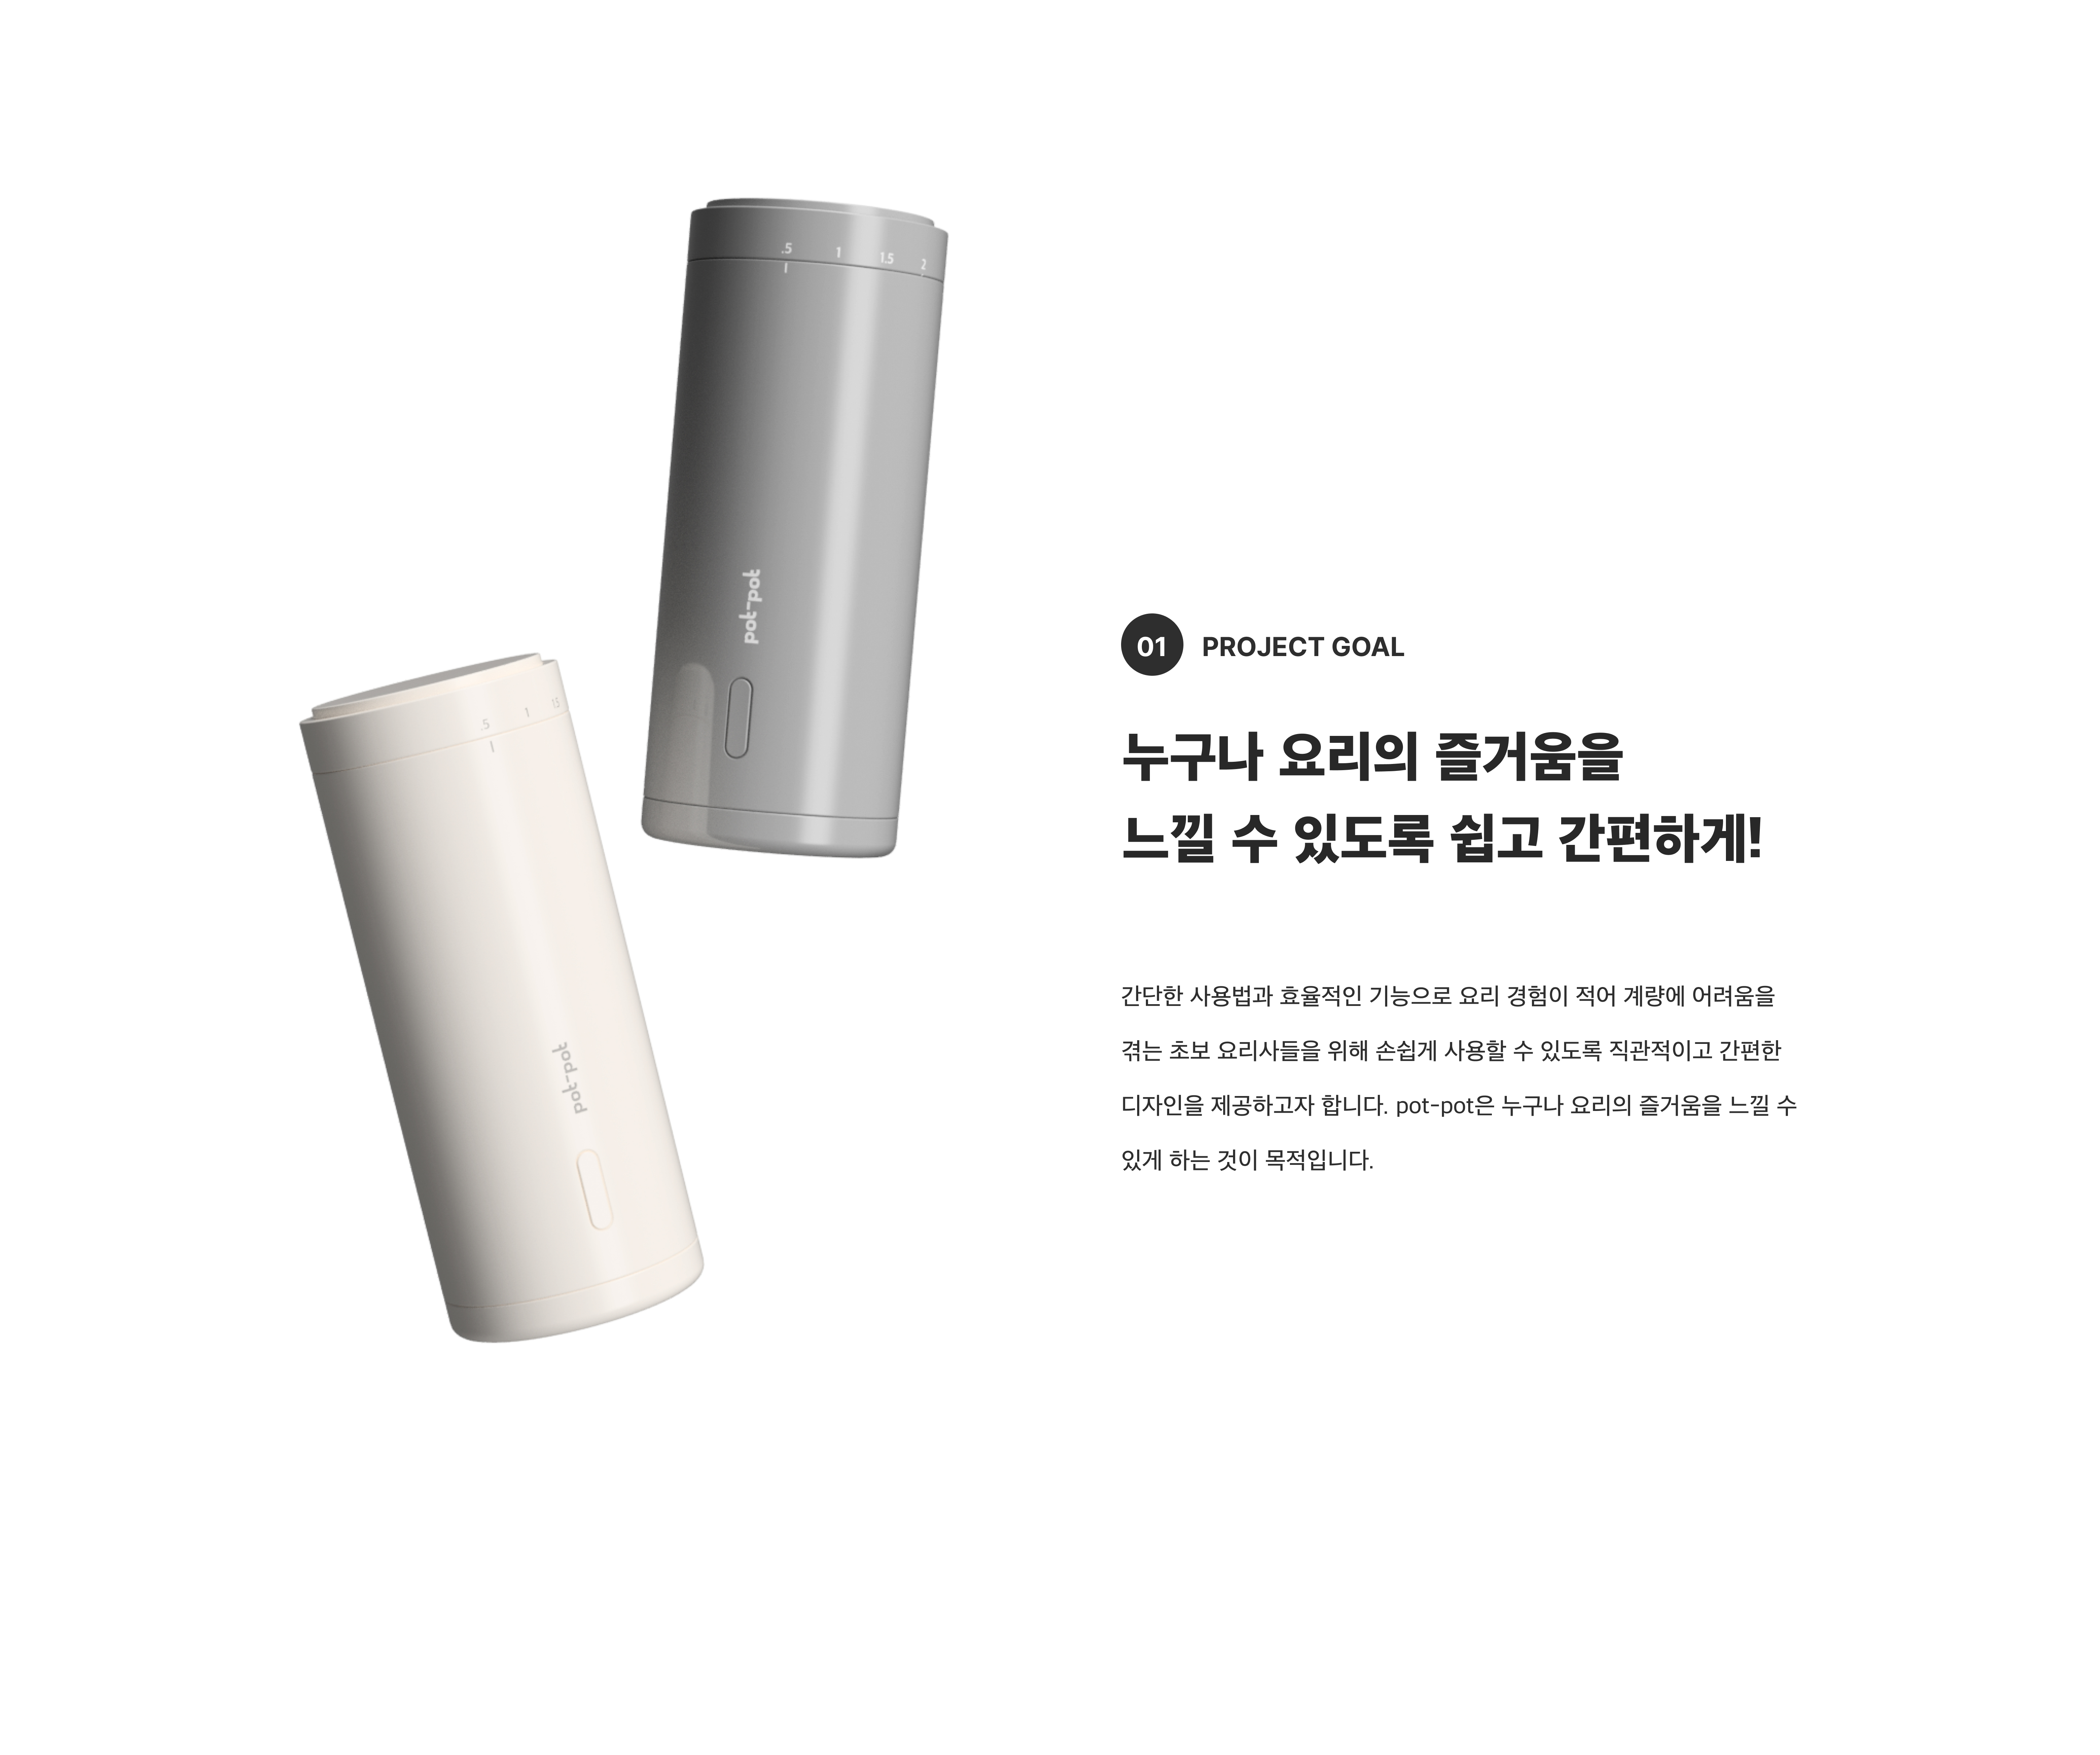 .5 1 1.5 2
pot-pot
.5 1 1.5
pot-pot
01 PROJECT GOAL
누구나 요리의 즐거움을
느낄 수 있도록 쉽고 간편하게!
간단한 사용법과 효율적인 기능으로 요리 경험이 적어 계량에 어려움을
겪는 초보 요리사들을 위해 손쉽게 사용할 수 있도록 직관적이고 간편한
디자인을 제공하고자 합니다. pot-pot은 누구나 요리의 즐거움을 느낄 수
있게 하는 것이 목적입니다.